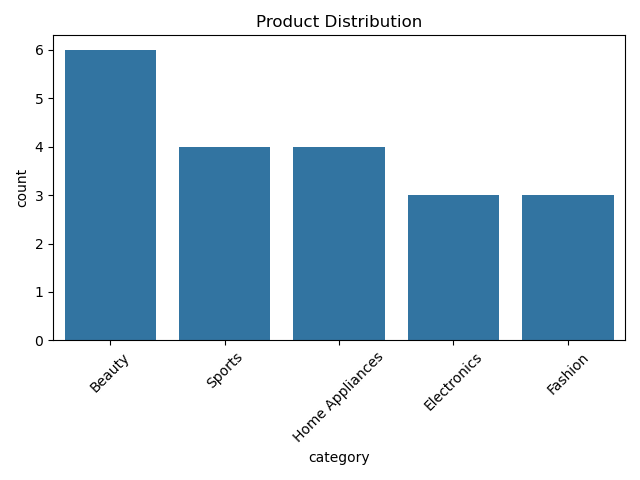 Product Distribution
count
6
5
4
3
2
1
0
Beauty
Sports
Home Appliances
Electronics
Fashion
category